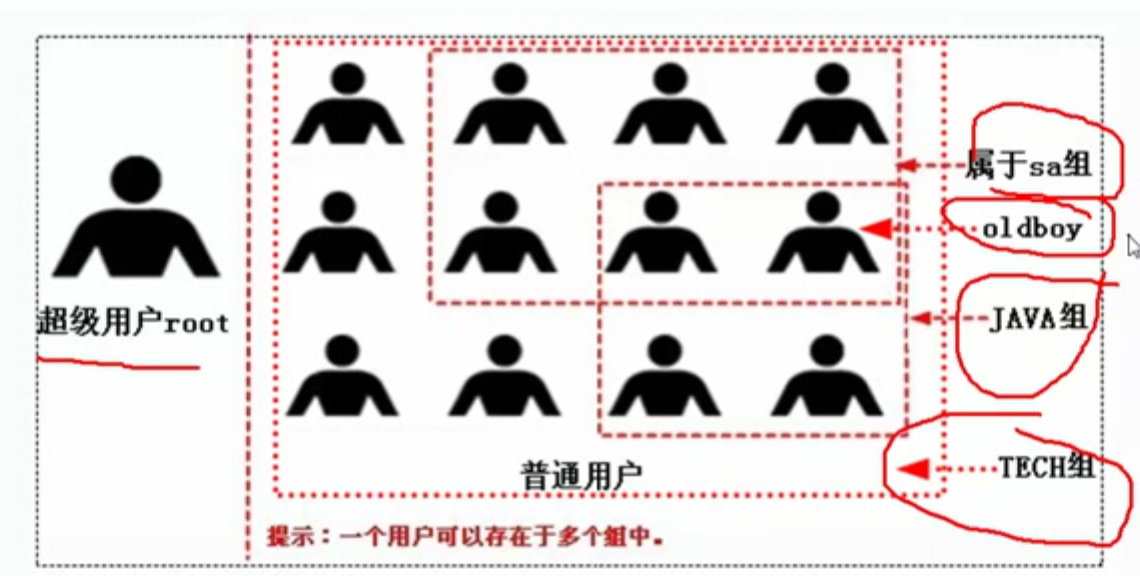 属于sa组
oldboy
超级用户root
JAVA组
TECH组
普通用户
提示：一个用户可以存在于多个组中。